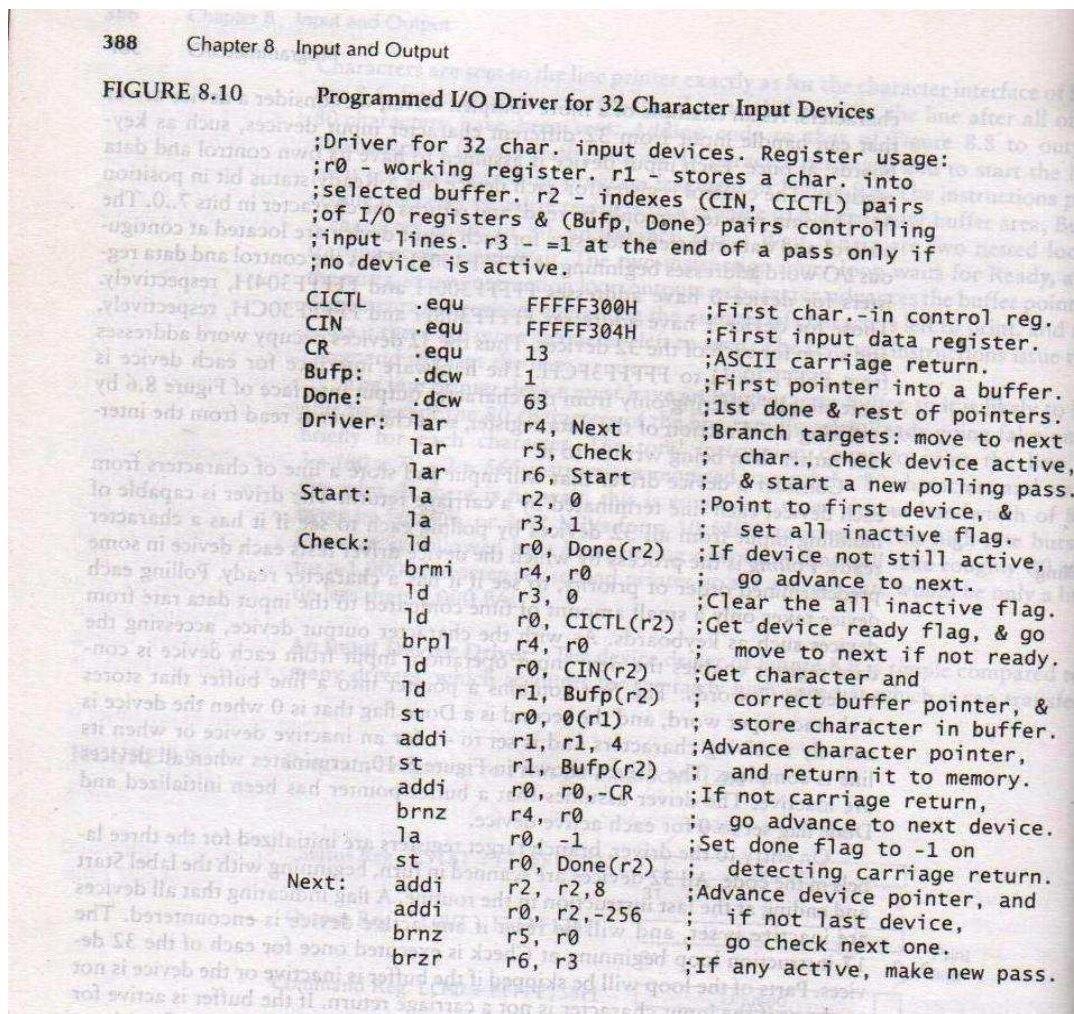 388 Chapter 8 Input and Output
FIGURE 8.10 Programmed I/O Driver for 32 Character Input Devices
;Driver for 32 char. input devices. Register usage:
;r0 - working register. r1 - stores a char. into
;selected buffer. r2 - indexes (CIN, CICTL) pairs
;of I/O registers & (Bufp, Done) pairs controlling
;input lines. r3 - =1 at the end of a pass only if
;no device is active.
CICTL .equ FFFFF300H ;First char.-in control reg.
CIN .equ FFFFF304H ;First input data register.
CR .equ 13 ;ASCII carriage return.
Bufp: .dcw 1 ;First pointer into a buffer.
Done: .dcw 63 ;1st done & rest of pointers.
Driver: lar r4, Next ;Branch targets: move to next
lar r5, Check ; char., check device active,
lar r6, Start ; & start a new polling pass.
Start: la r2, 0 ;Point to first device, &
la r3, 1 ; set all inactive flag.
Check: ld r0, Done(r2) ;If device not still active,
brmi r4, r0 ; go advance to next.
ld r3, 0 ;Clear the all inactive flag.
ld r0, CICTL(r2) ;Get device ready flag, & go
brpl r4, r0 ; move to next if not ready.
ld r0, CIN(r2) ;Get character and
ld r1, Bufp(r2) ; correct buffer pointer, &
st r0, 0(r1) ; store character in buffer.
addi r1, r1, 4 ;Advance character pointer,
st r1, Bufp(r2) ; and return it to memory.
addi r0, r0,-CR ;If not carriage return,
brnz r4, r0 ; go advance to next device.
la r0, -1 ;Set done flag to -1 on
st r0, Done(r2) ; detecting carriage return.
Next: addi r2, r2,8 ;Advance device pointer, and
addi r0, r2,-256 ; if not last device,
brnz r5, r0 ; go check next one.
brzr r6, r3 ;If any active, make new pass.